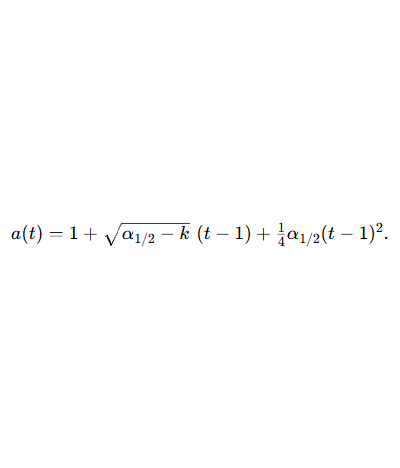 a(t) = 1 + √(α_{1/2} − k) (t − 1) + ¼α_{1/2}(t − 1)².